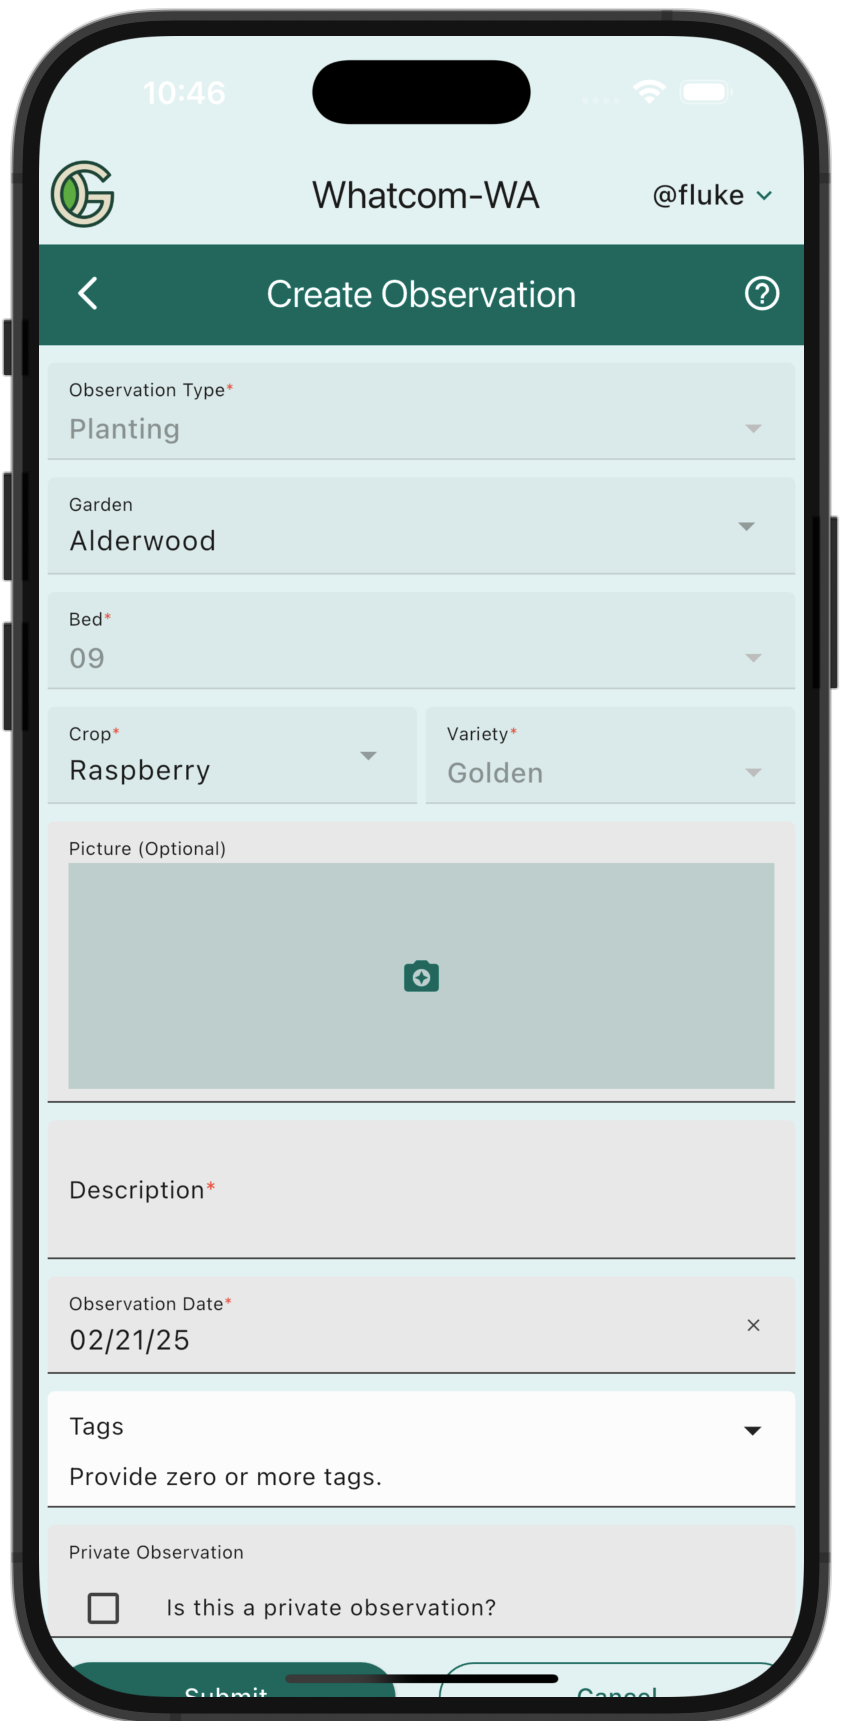 10:46
Whatcom-WA
@fluke
Create Observation
Observation Type*
Planting
Garden
Alderwood
Bed*
09
Crop*
Raspberry
Variety*
Golden
Picture (Optional)
Description*
Observation Date*
02/21/25
Tags
Provide zero or more tags.
Private Observation
Is this a private observation?
Submit
Cancel